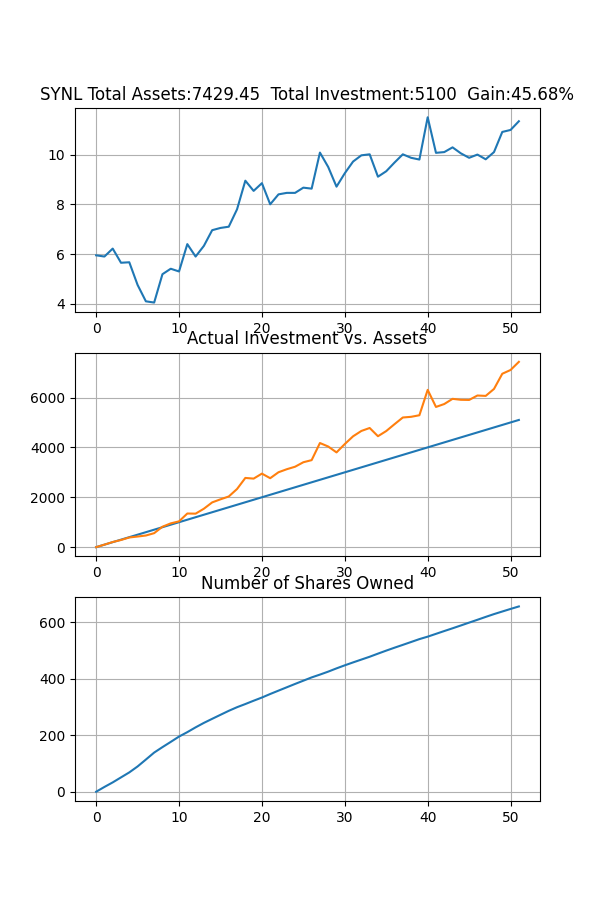 SYNL Total Assets:7429.45  Total Investment:5100  Gain:45.68%
10
8
6
4
0 10 20 30 40 50
Actual Investment vs. Assets
6000
4000
2000
0
0 10 20 30 40 50
Number of Shares Owned
600
400
200
0
0 10 20 30 40 50